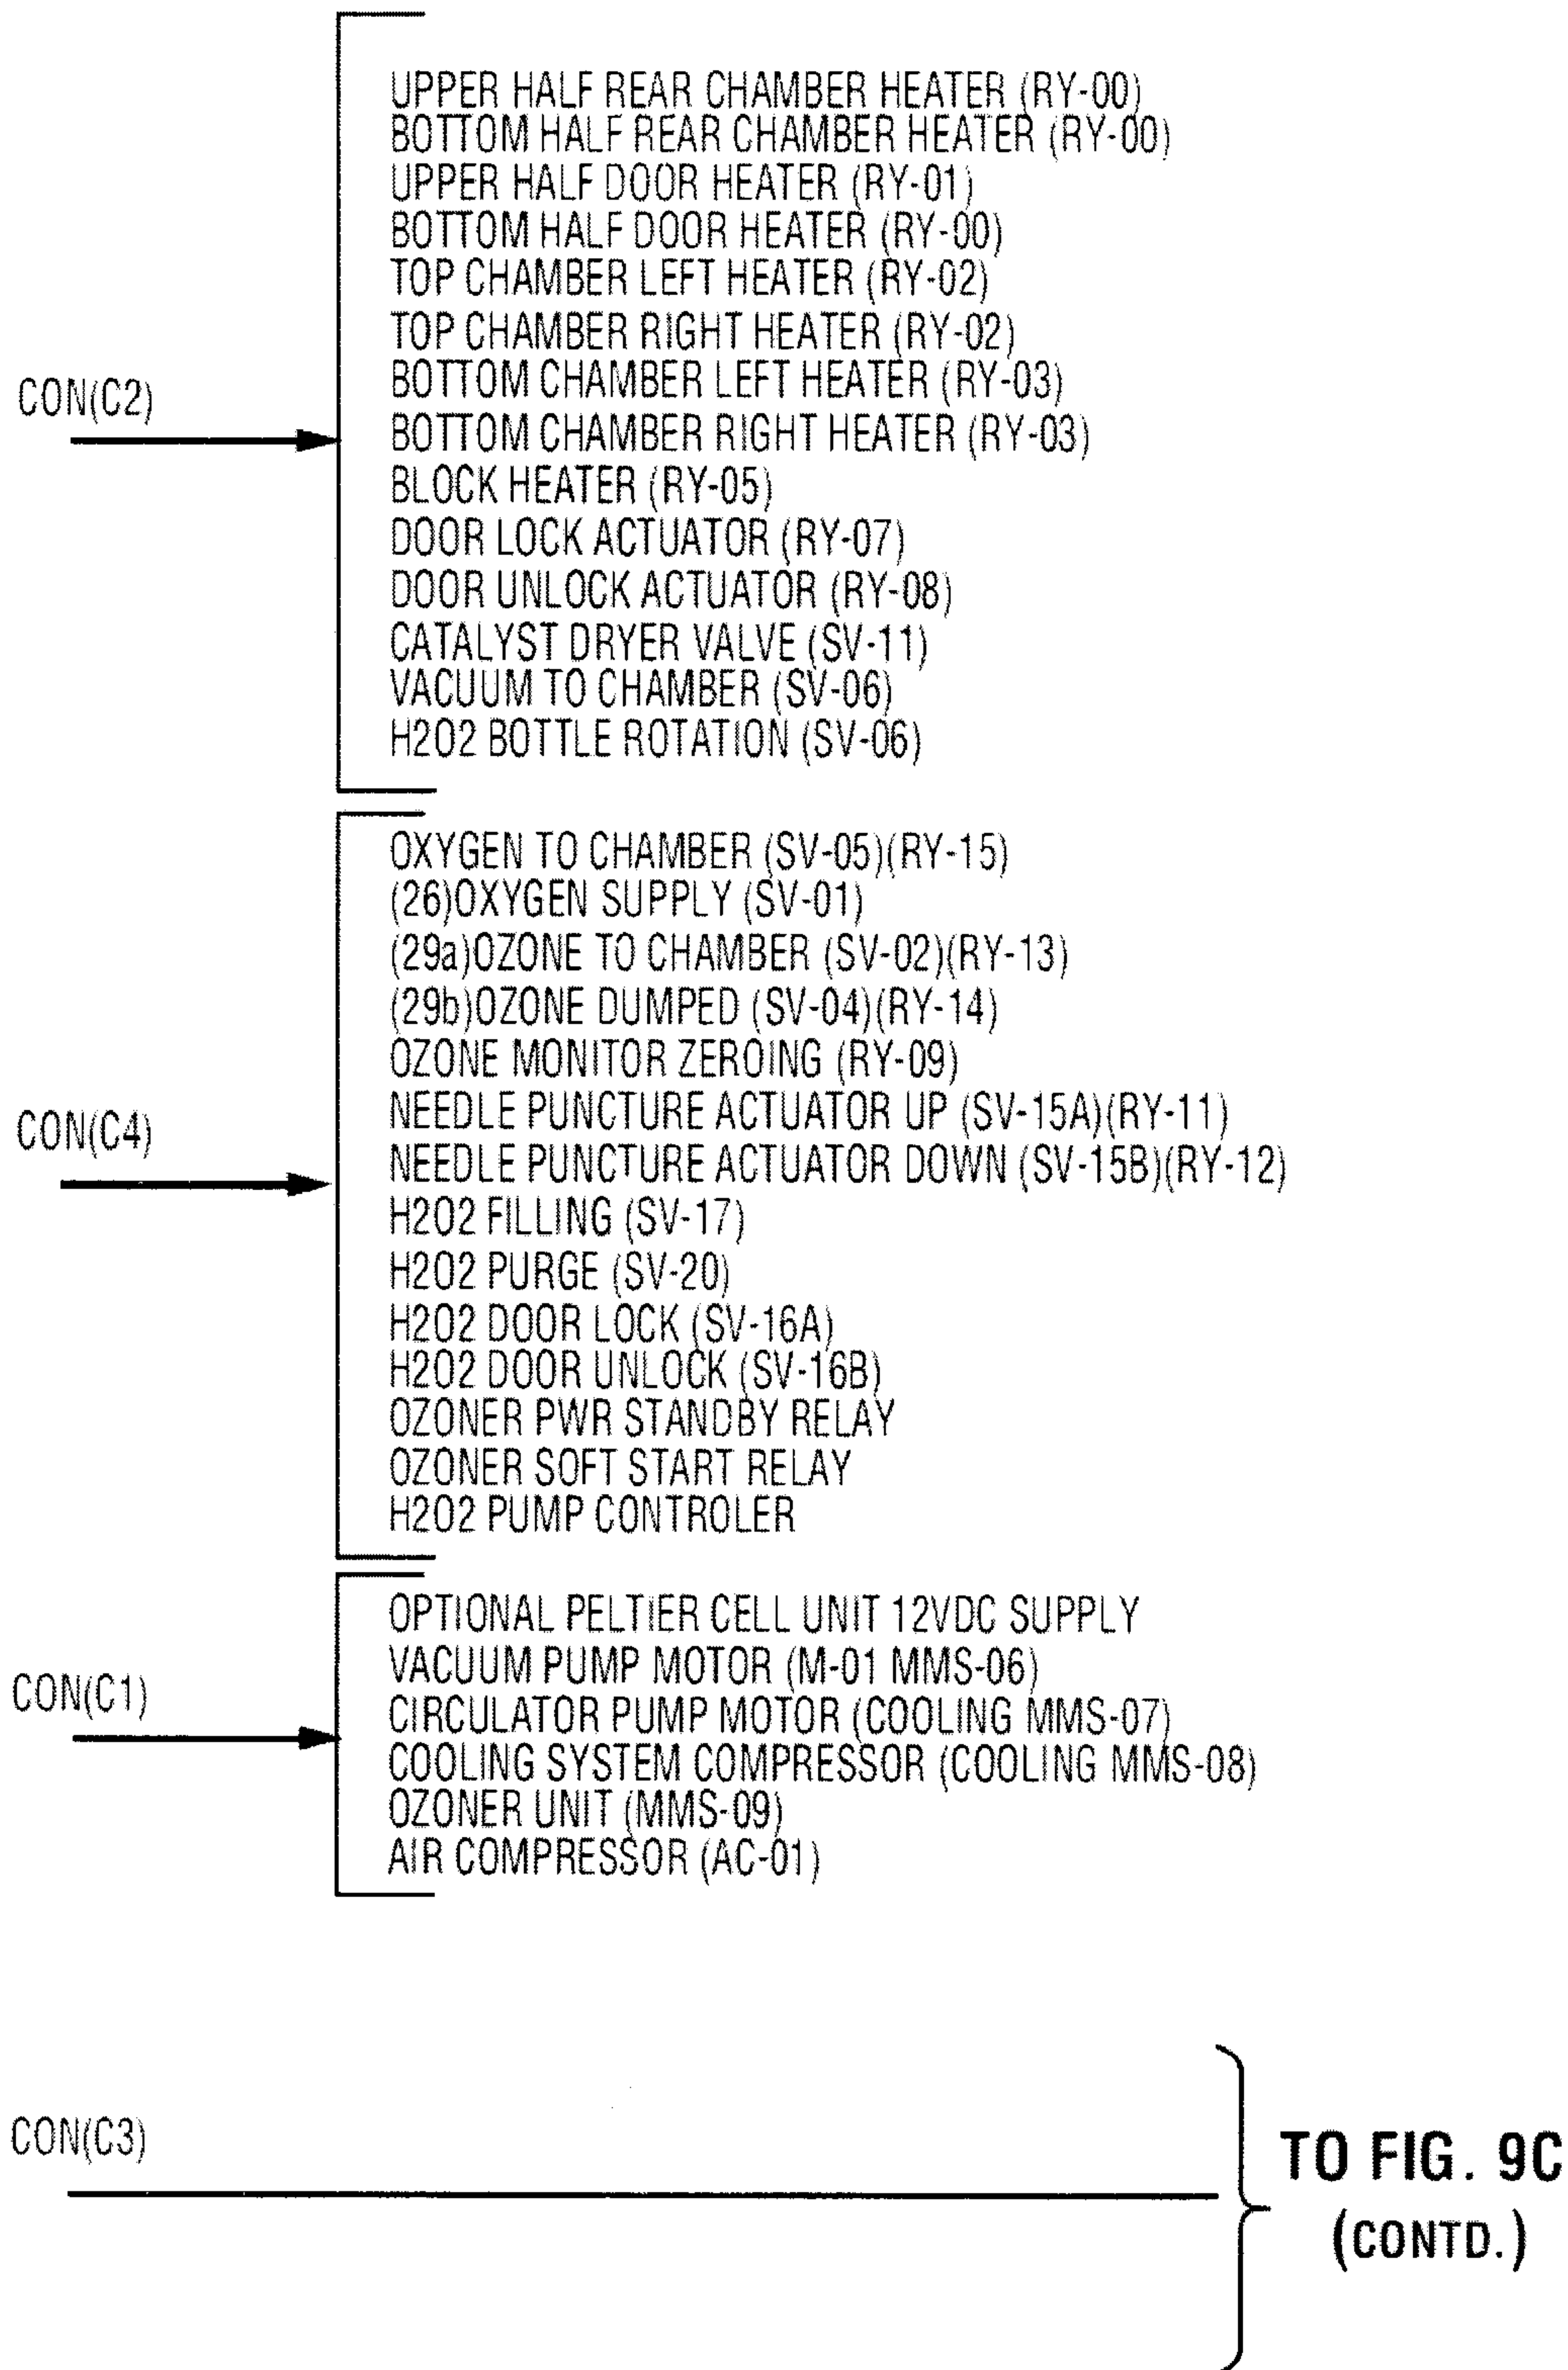 UPPER HALF REAR CHAMBER HEATER (RY-00)
BOTTOM HALF REAR CHAMBER HEATER (RY-00)
UPPER HALF DOOR HEATER (RY-01)
BOTTOM HALF DOOR HEATER (RY-00)
TOP CHAMBER LEFT HEATER (RY-02)
TOP CHAMBER RIGHT HEATER (RY-02)
BOTTOM CHAMBER LEFT HEATER (RY-03)
CON(C2)
BOTTOM CHAMBER RIGHT HEATER (RY-03)
BLOCK HEATER (RY-05)
DOOR LOCK ACTUATOR (RY-07)
DOOR UNLOCK ACTUATOR (RY-08)
CATALYST DRYER VALVE (SV-11)
VACUUM TO CHAMBER (SV-06)
H2O2 BOTTLE ROTATION (SV-06)
OXYGEN TO CHAMBER (SV-05)(RY-15)
(26)OXYGEN SUPPLY (SV-01)
(29a)OZONE TO CHAMBER (SV-02)(RY-13)
(29b)OZONE DUMPED (SV-04)(RY-14)
OZONE MONITOR ZEROING (RY-09)
NEEDLE PUNCTURE ACTUATOR UP (SV-15A)(RY-11)
CON(C4)
NEEDLE PUNCTURE ACTUATOR DOWN (SV-15B)(RY-12)
H2O2 FILLING (SV-17)
H2O2 PURGE (SV-20)
H2O2 DOOR LOCK (SV-16A)
H2O2 DOOR UNLOCK (SV-16B)
OZONER PWR STANDBY RELAY
OZONER SOFT START RELAY
H2O2 PUMP CONTROLER
OPTIONAL PELTIER CELL UNIT 12VDC SUPPLY
VACUUM PUMP MOTOR (M-01 MMS-06)
CON(C1)
CIRCULATOR PUMP MOTOR (COOLING MMS-07)
COOLING SYSTEM COMPRESSOR (COOLING MMS-08)
OZONER UNIT (MMS-09)
AIR COMPRESSOR (AC-01)
CON(C3)
TO FIG. 9C
(CONTD.)